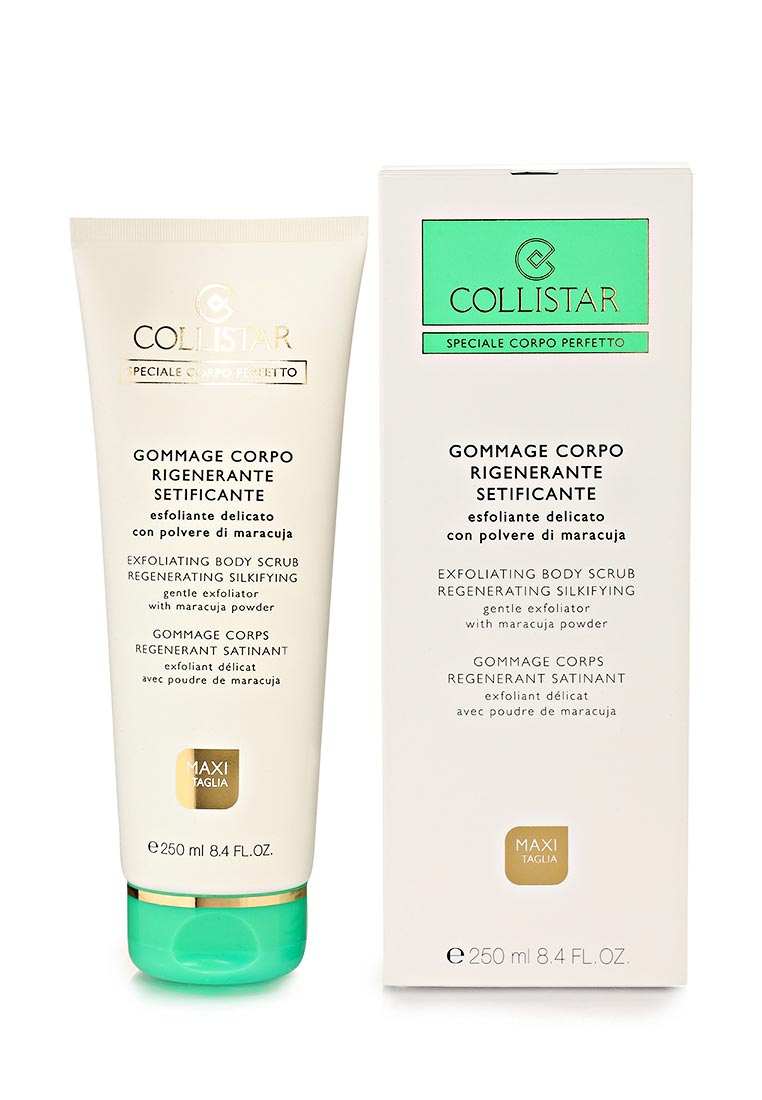 COLLISTAR
SPECIALE CORPO PERFETTO
GOMMAGE CORPO
RIGENERANTE
SETIFICANTE
esfoliante delicato
con polvere di maracuja
EXFOLIATING BODY SCRUB
REGENERATING SILKIFYING
gentle exfoliator
with maracuja powder
GOMMAGE CORPS
REGENERANT SATINANT
exfoliant délicat
avec poudre de maracuja
MAXI
TAGLIA
e 250 ml 8.4 FL.OZ.
COLLISTAR
SPECIALE CORPO PERFETTO
GOMMAGE CORPO
RIGENERANTE
SETIFICANTE
esfoliante delicato
con polvere di maracuja
EXFOLIATING BODY SCRUB
REGENERATING SILKIFYING
gentle exfoliator
with maracuja powder
GOMMAGE CORPS
REGENERANT SATINANT
exfoliant délicat
avec poudre de maracuja
MAXI
TAGLIA
e 250 ml 8.4 FL.OZ.